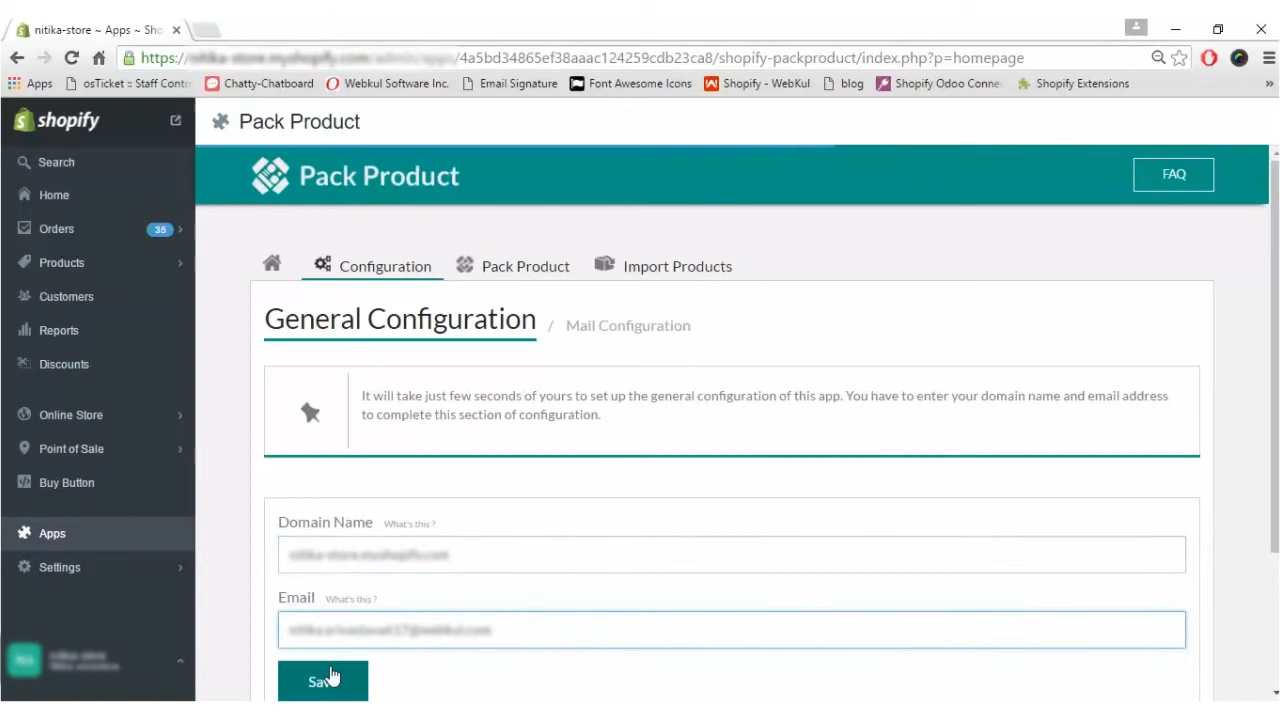 nitika-store ~ Apps ~ Sho
https:// /4a5bd34865ef38aaac124259cdb23ca8/shopify-packproduct/index.php?p=homepage
Apps osTicket :: Staff Contr Chatty-Chatboard Webkul Software Inc. Email Signature Font Awesome Icons Shopify - WebKul blog Shopify Odoo Conne Shopify Extensions »
shopify
Pack Product
Search
Pack Product
FAQ
Home
Orders 35
Products
Configuration Pack Product Import Products
Customers
General Configuration / Mail Configuration
Reports
Discounts
It will take just few seconds of yours to set up the general configuration of this app. You have to enter your domain name and email address
to complete this section of configuration.
Online Store
Point of Sale
Buy Button
Domain Name What's this ?
Apps
Settings
Email What's this ?